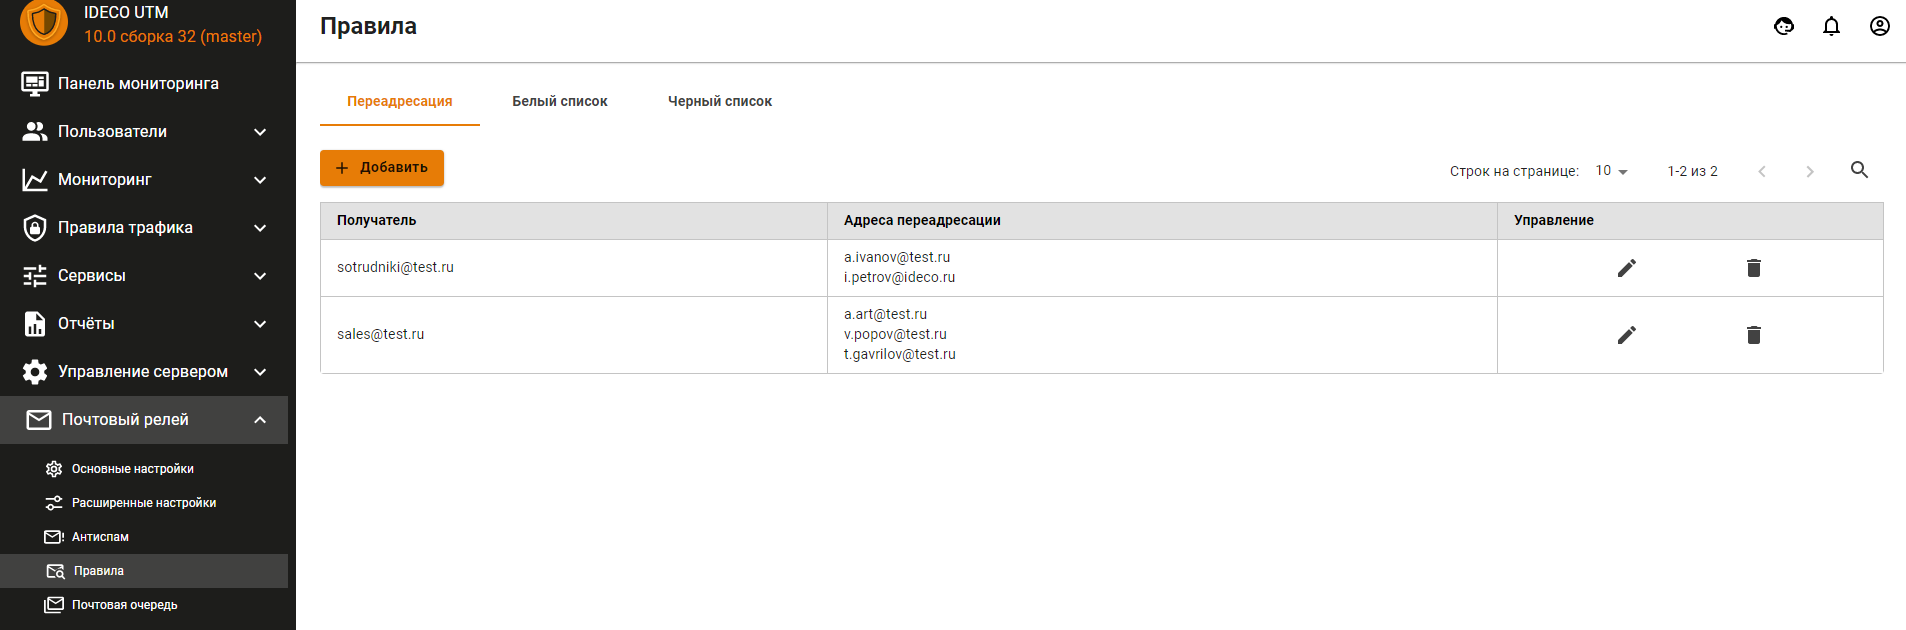 IDECO UTM
10.0 сборка 32 (master)
Панель мониторинга
Пользователи
Мониторинг
Правила трафика
Сервисы
Отчёты
Управление сервером
Почтовый релей
Основные настройки
Расширенные настройки
Антиспам
Правила
Почтовая очередь
Правила
Переадресация Белый список Черный список
Добавить
Строк на странице: 10 1-2 из 2
Получатель Адреса переадресации Управление
sotrudniki@test.ru
a.ivanov@test.ru
i.petrov@ideco.ru
sales@test.ru
a.art@test.ru
v.popov@test.ru
t.gavrilov@test.ru